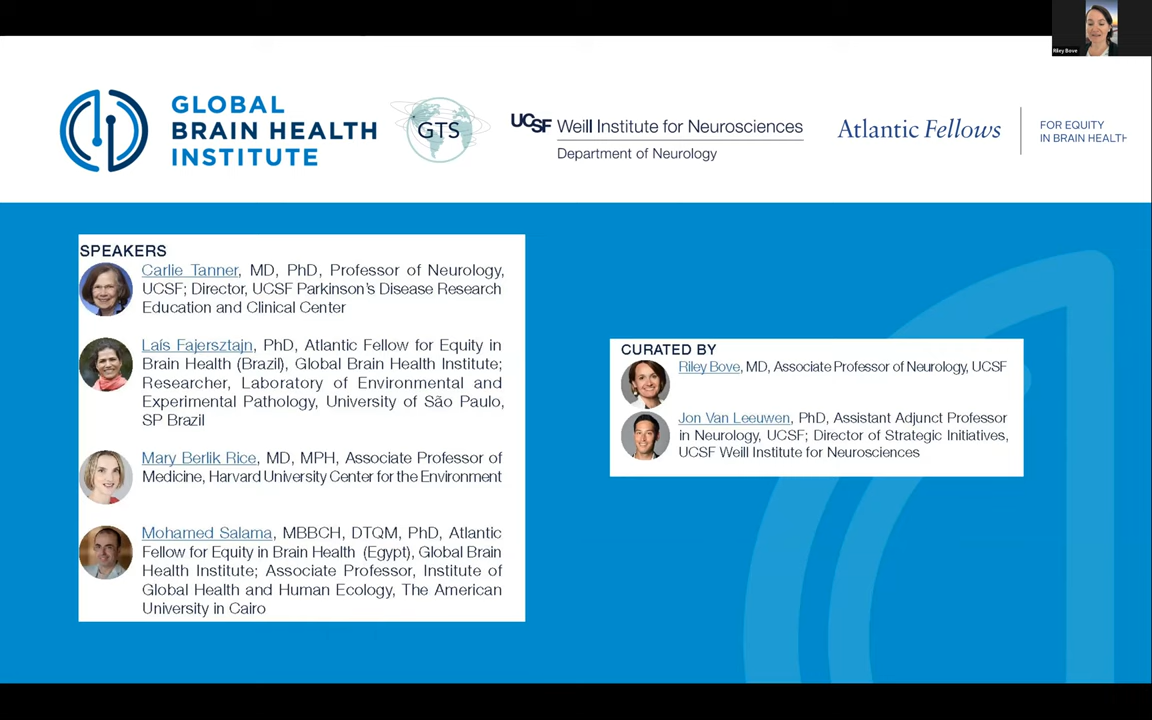 Riley Bove
GLOBAL
BRAIN HEALTH
INSTITUTE
GTS
UCSF Weill Institute for Neurosciences
Department of Neurology
Atlantic Fellows
FOR EQUITY
IN BRAIN HEALTH
SPEAKERS
Carlie Tanner, MD, PhD, Professor of Neurology,
UCSF; Director, UCSF Parkinson's Disease Research
Education and Clinical Center
Laís Fajersztajn, PhD, Atlantic Fellow for Equity in
Brain Health (Brazil), Global Brain Health Institute;
Researcher, Laboratory of Environmental and
Experimental Pathology, University of São Paulo,
SP Brazil
Mary Berlik Rice, MD, MPH, Associate Professor of
Medicine, Harvard University Center for the Environment
Mohamed Salama, MBBCH, DTQM, PhD, Atlantic
Fellow for Equity in Brain Health (Egypt), Global Brain
Health Institute; Associate Professor, Institute of
Global Health and Human Ecology, The American
University in Cairo
CURATED BY
Riley Bove, MD, Associate Professor of Neurology, UCSF
Jon Van Leeuwen, PhD, Assistant Adjunct Professor
in Neurology, UCSF; Director of Strategic Initiatives,
UCSF Weill Institute for Neurosciences